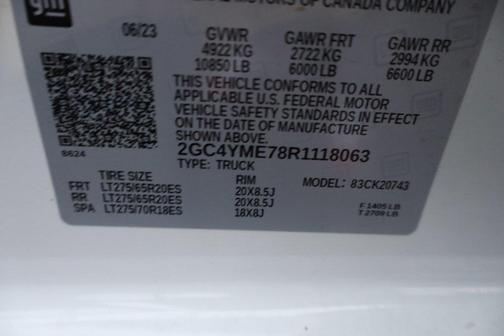 gm
MOTORS OF CANADA COMPANY
06/23 GVWR GAWR FRT GAWR RR
4922 KG 2722 KG 2994 KG
10850 LB 6000 LB 6600 LB
THIS VEHICLE CONFORMS TO ALL
APPLICABLE U.S. FEDERAL MOTOR
VEHICLE SAFETY STANDARDS IN EFFECT
ON THE DATE OF MANUFACTURE
SHOWN ABOVE.
8624 2GC4YME78R1118063
TYPE: TRUCK
TIRE SIZE RIM MODEL: 83CK20743
FRT LT275/65R20ES 20X8.5J
RR LT275/65R20ES 20X8.5J F 1405 LB
SPA LT275/70R18ES 18X8J T 2709 LB